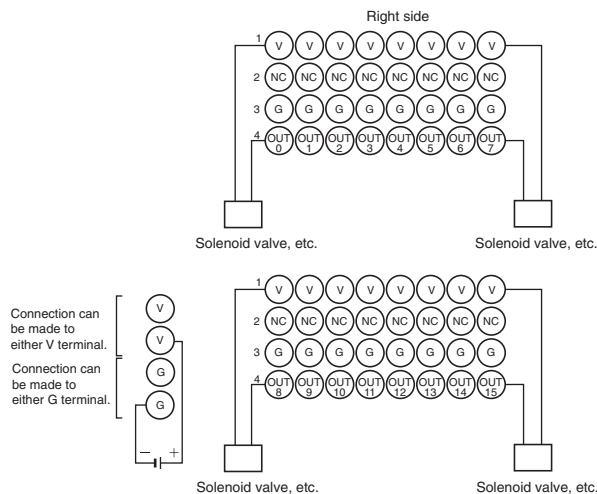 Right side
1 V V V V V V V V
2 NC NC NC NC NC NC NC NC
3 G G G G G G G G
4 OUT 0 OUT 1 OUT 2 OUT 3 OUT 4 OUT 5 OUT 6 OUT 7
Solenoid valve, etc. Solenoid valve, etc.
1 V V V V V V V V
2 NC NC NC NC NC NC NC NC
3 G G G G G G G G
4 OUT 8 OUT 9 OUT 10 OUT 11 OUT 12 OUT 13 OUT 14 OUT 15
Solenoid valve, etc. Solenoid valve, etc.
Connection can
be made to
either V terminal.
V
V
Connection can
be made to
either G terminal.
G
G
− +